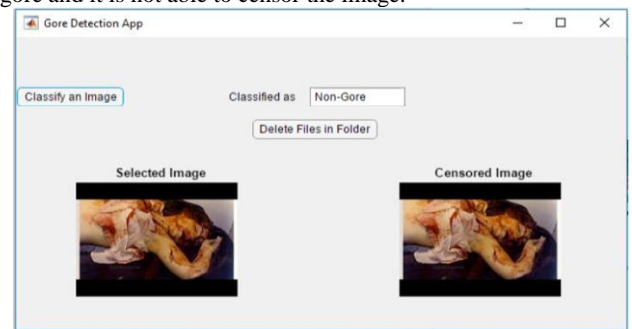 gore and it is not able to censor the image.
Gore Detection App
Classify an Image
Classified as
Non-Gore
Delete Files in Folder
Selected Image
Censored Image